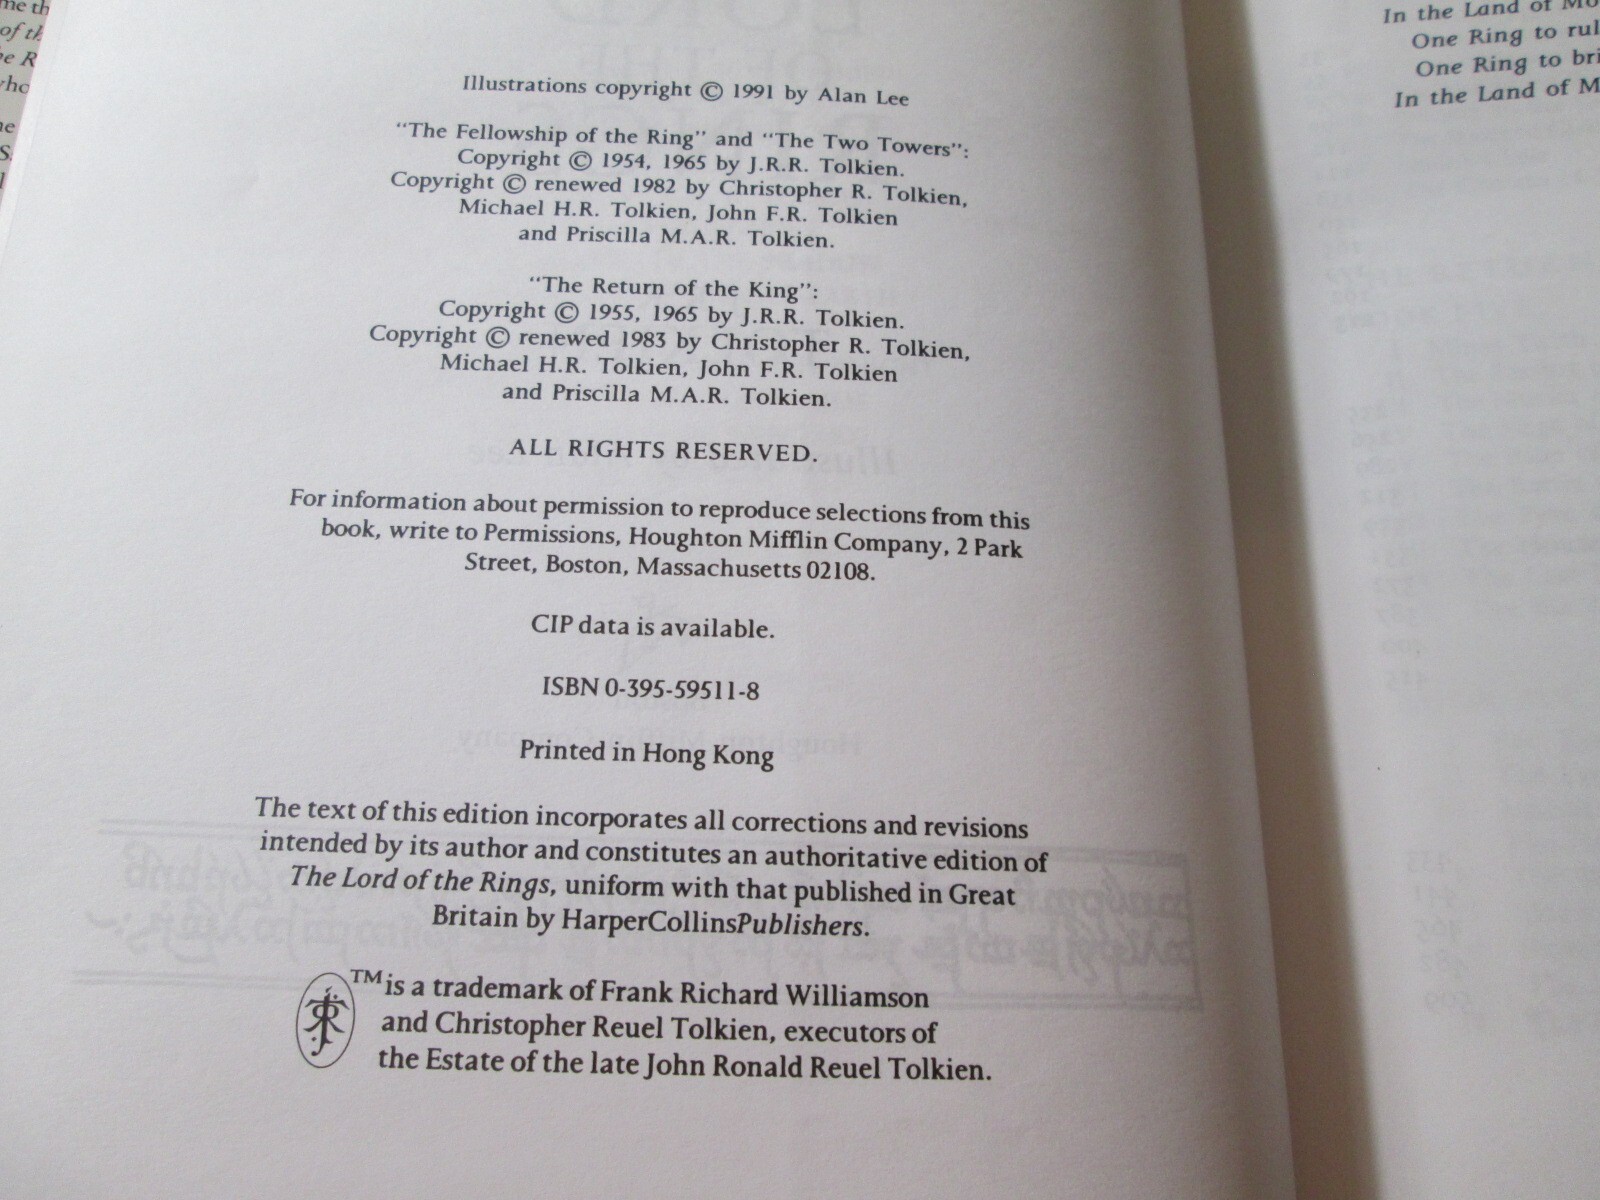 Illustrations copyright © 1991 by Alan Lee
"The Fellowship of the Ring" and "The Two Towers":
Copyright © 1954, 1965 by J.R.R. Tolkien.
Copyright © renewed 1982 by Christopher R. Tolkien,
Michael H.R. Tolkien, John F.R. Tolkien
and Priscilla M.A.R. Tolkien.
"The Return of the King":
Copyright © 1955, 1965 by J.R.R. Tolkien.
Copyright © renewed 1983 by Christopher R. Tolkien,
Michael H.R. Tolkien, John F.R. Tolkien
and Priscilla M.A.R. Tolkien.
ALL RIGHTS RESERVED.
For information about permission to reproduce selections from this
book, write to Permissions, Houghton Mifflin Company, 2 Park
Street, Boston, Massachusetts 02108.
CIP data is available.
ISBN 0-395-59511-8
Printed in Hong Kong
The text of this edition incorporates all corrections and revisions
intended by its author and constitutes an authoritative edition of
The Lord of the Rings, uniform with that published in Great
Britain by HarperCollinsPublishers.
TM is a trademark of Frank Richard Williamson
and Christopher Reuel Tolkien, executors of
the Estate of the late John Ronald Reuel Tolkien.
In the Land of
One Ring to
One Ring to
In the Land of